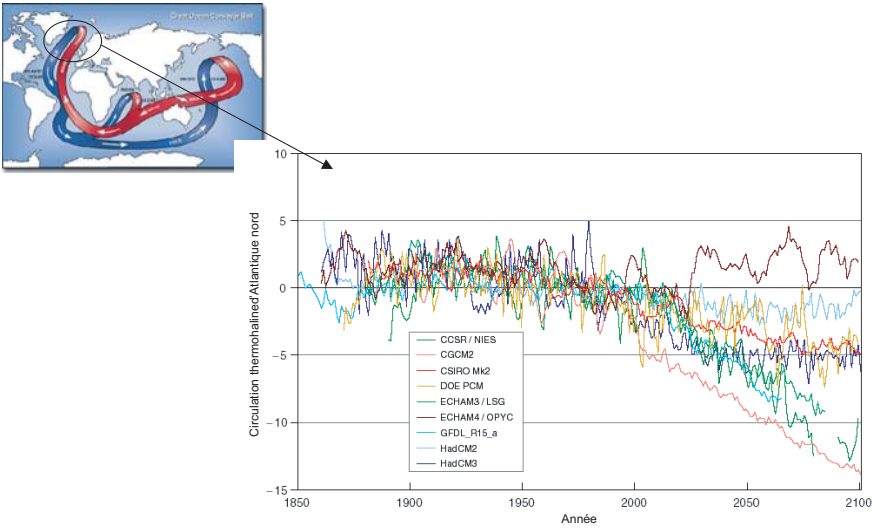 Great Ocean Conveyor Belt
Circulation thermohalined'Atlantique nord
10
5
0
−5
−10
−15
CCSR / NIES
CGCM2
CSIRO Mk2
DOE PCM
ECHAM3 / LSG
ECHAM4 / OPYC
GFDL_R15_a
HadCM2
HadCM3
1850
1900
1950
2000
2050
2100
Année